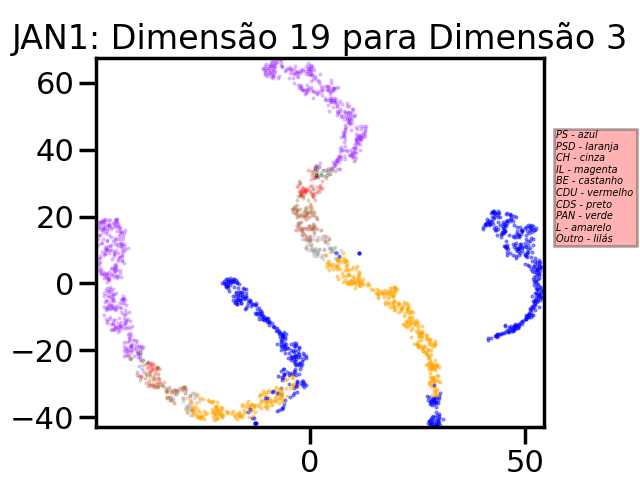 JAN1: Dimensão 19 para Dimensão 3
60
40
20
0
−20
−40
0
50
PS - azul
PSD - laranja
CH - cinza
IL - magenta
BE - castanho
CDU - vermelho
CDS - preto
PAN - verde
L - amarelo
Outro - lilás